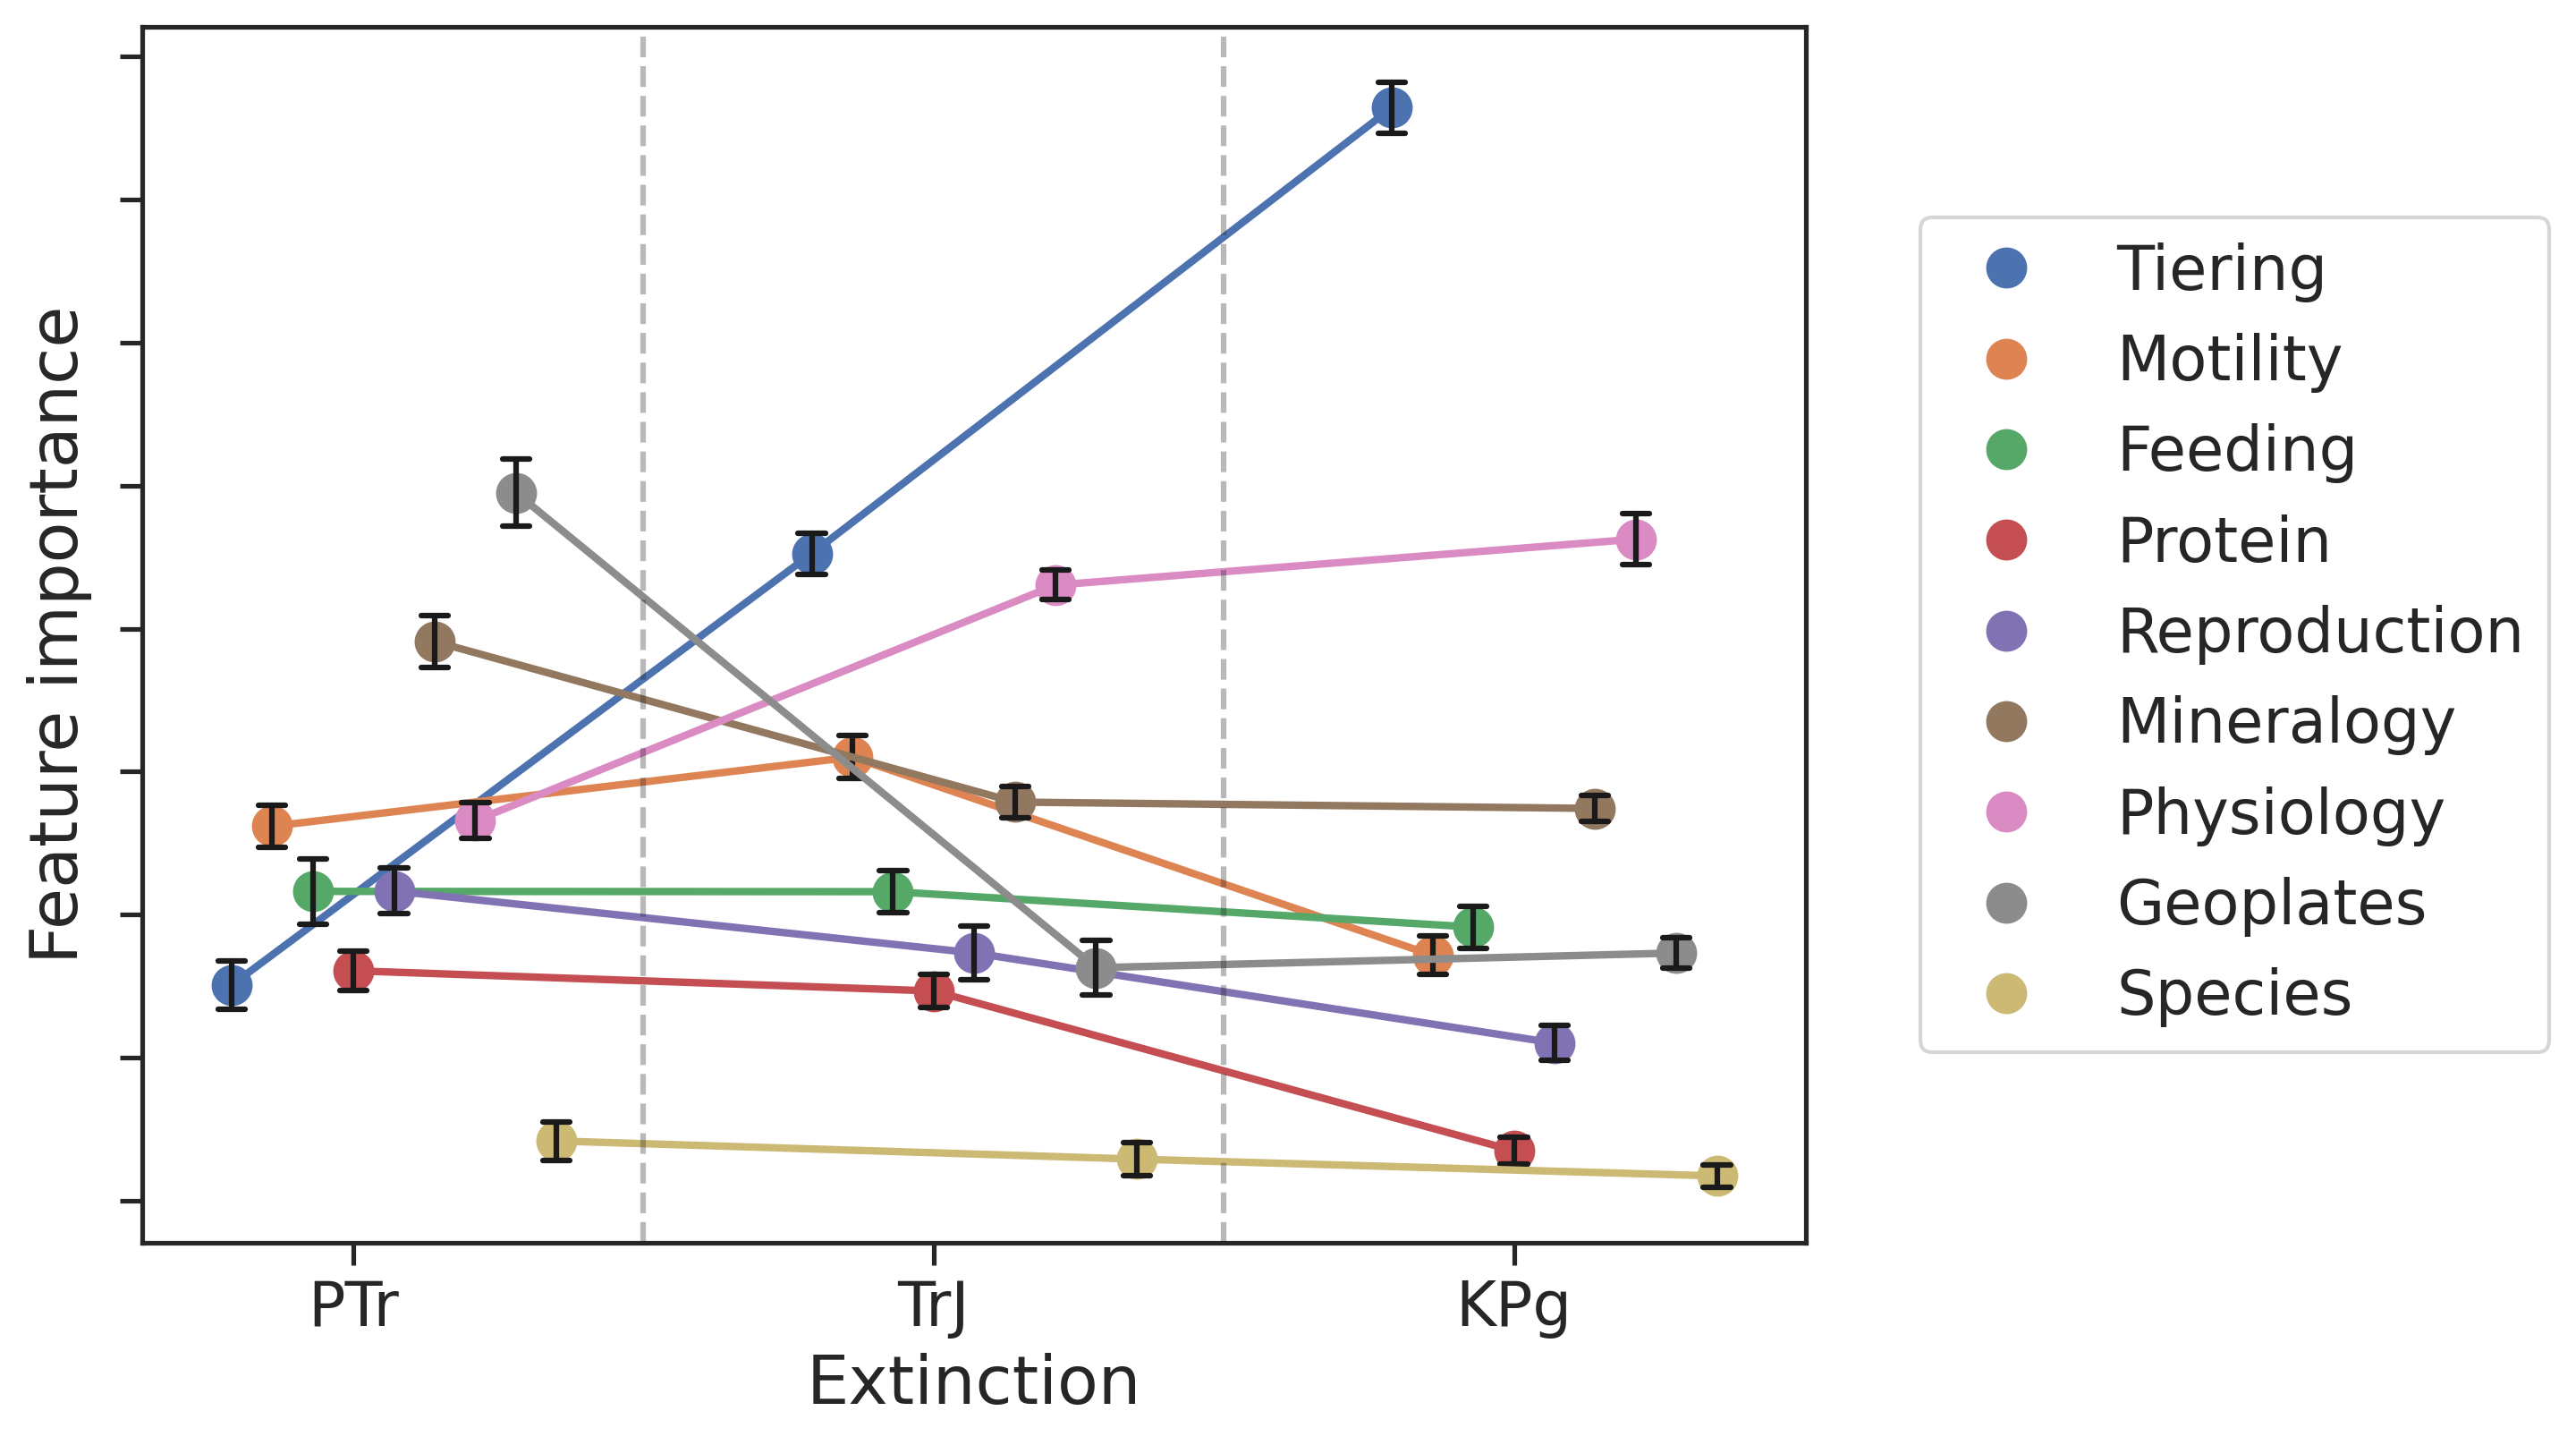 Feature importance
PTr
TrJ
KPg
Extinction
Tiering
Motility
Feeding
Protein
Reproduction
Mineralogy
Physiology
Geoplates
Species